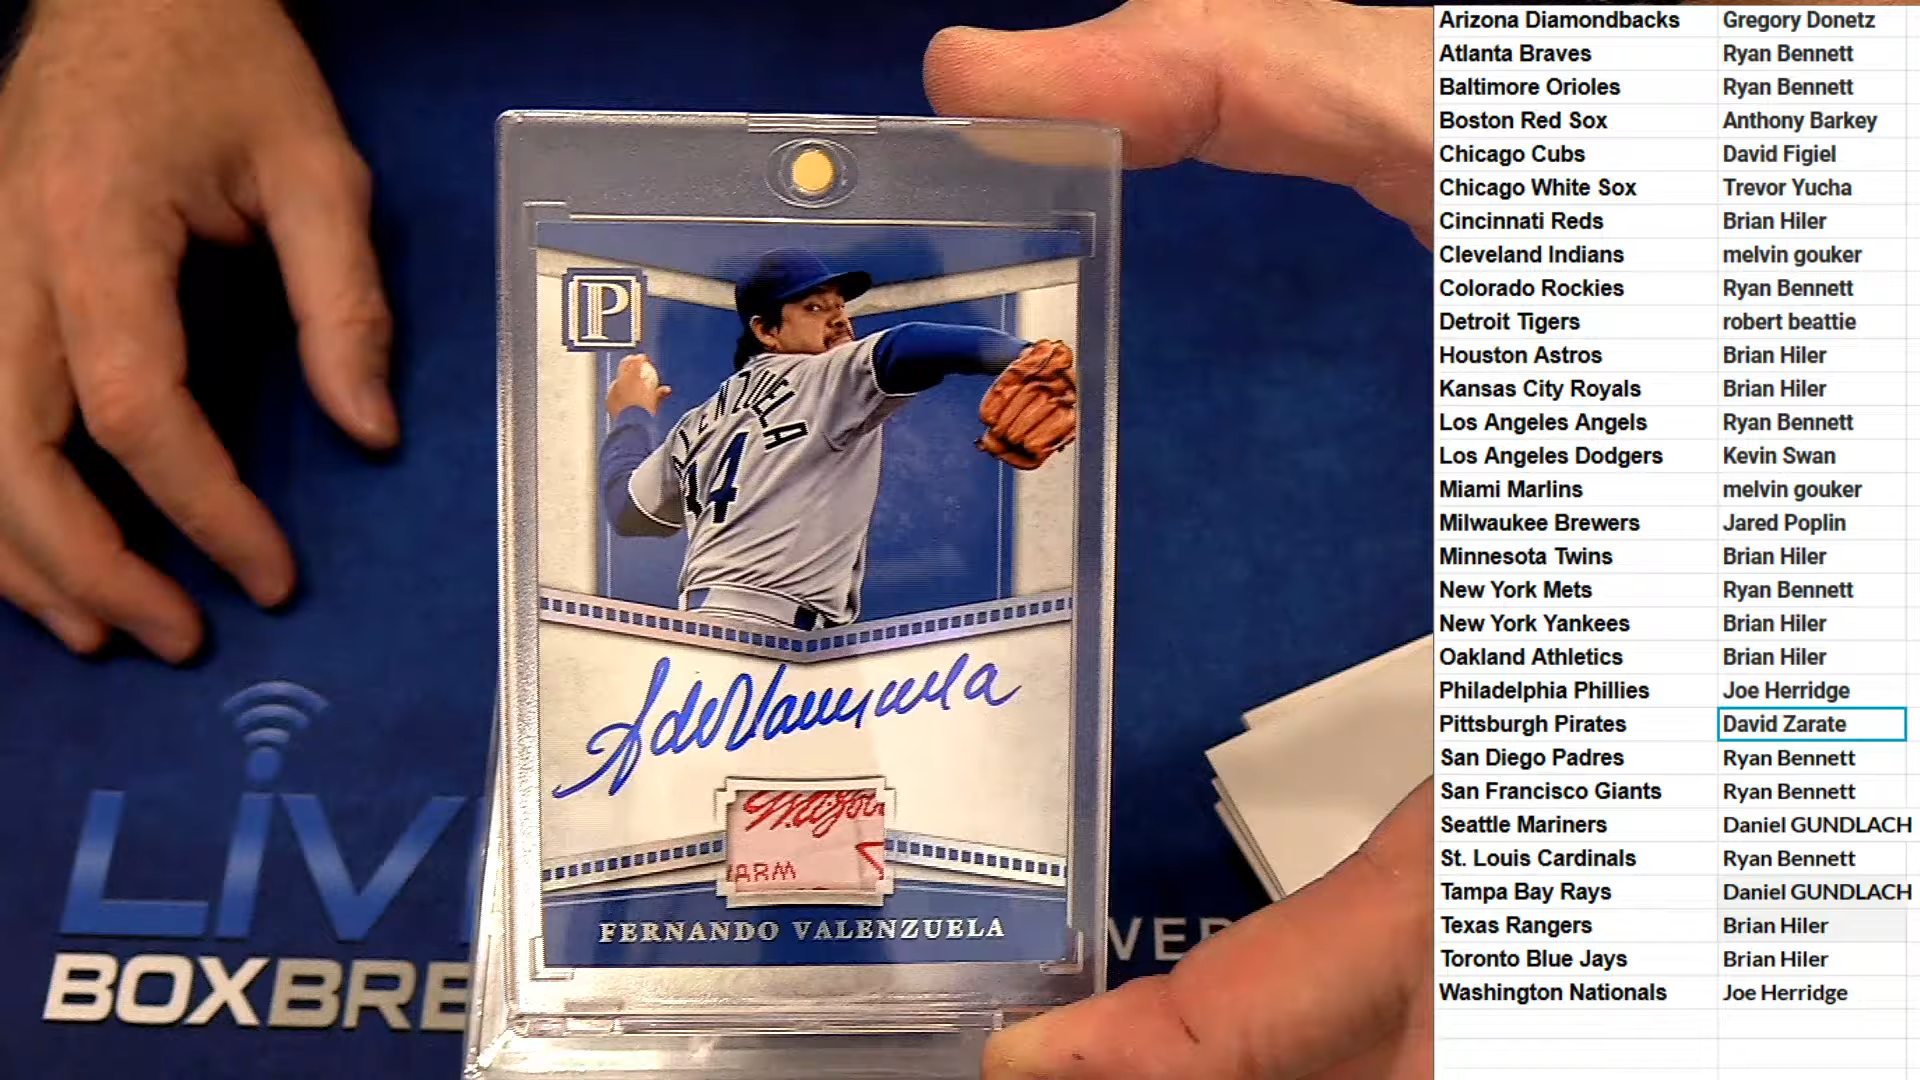 P
VALENZUELA
44
FdoValenzuela
ARM
FERNANDO VALENZUELA
LIV
BOXBRE
VER
Arizona Diamondbacks Gregory Donetz
Atlanta Braves Ryan Bennett
Baltimore Orioles Ryan Bennett
Boston Red Sox Anthony Barkey
Chicago Cubs David Figiel
Chicago White Sox Trevor Yucha
Cincinnati Reds Brian Hiler
Cleveland Indians melvin gouker
Colorado Rockies Ryan Bennett
Detroit Tigers robert beattie
Houston Astros Brian Hiler
Kansas City Royals Brian Hiler
Los Angeles Angels Ryan Bennett
Los Angeles Dodgers Kevin Swan
Miami Marlins melvin gouker
Milwaukee Brewers Jared Poplin
Minnesota Twins Brian Hiler
New York Mets Ryan Bennett
New York Yankees Brian Hiler
Oakland Athletics Brian Hiler
Philadelphia Phillies Joe Herridge
Pittsburgh Pirates David Zarate
San Diego Padres Ryan Bennett
San Francisco Giants Ryan Bennett
Seattle Mariners Daniel GUNDLACH
St. Louis Cardinals Ryan Bennett
Tampa Bay Rays Daniel GUNDLACH
Texas Rangers Brian Hiler
Toronto Blue Jays Brian Hiler
Washington Nationals Joe Herridge